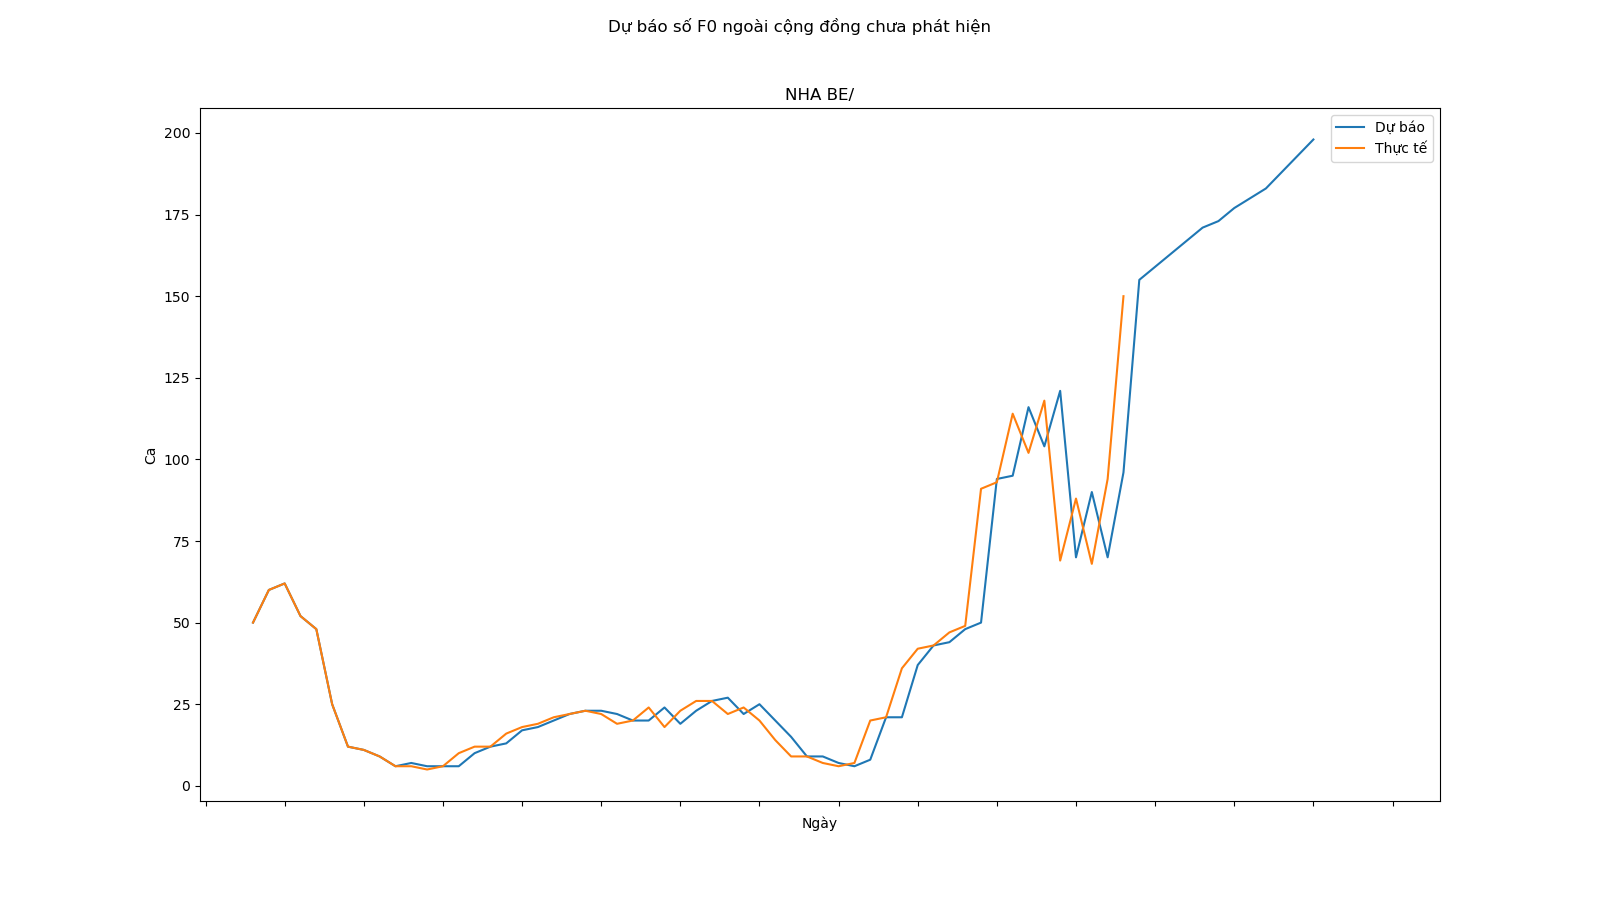 Dự báo số F0 ngoài cộng đồng chưa phát hiện
NHA BE/
Dự báo
Thực tế
200
175
150
125
100
75
50
25
0
Ca
Ngày